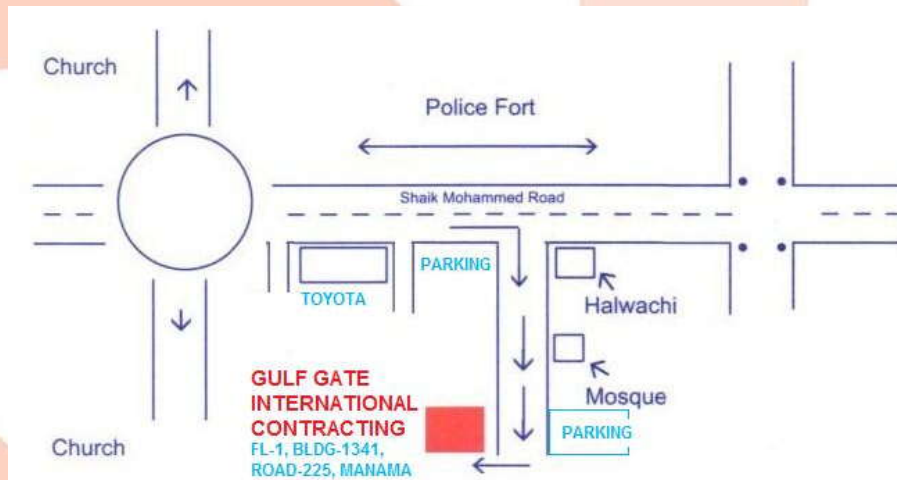 Church
Police Fort
Shaik Mohammed Road
PARKING
TOYOTA
Halwachi
Mosque
GULF GATE
INTERNATIONAL
CONTRACTING
FL-1, BLDG-1341,
ROAD-225, MANAMA
PARKING
Church